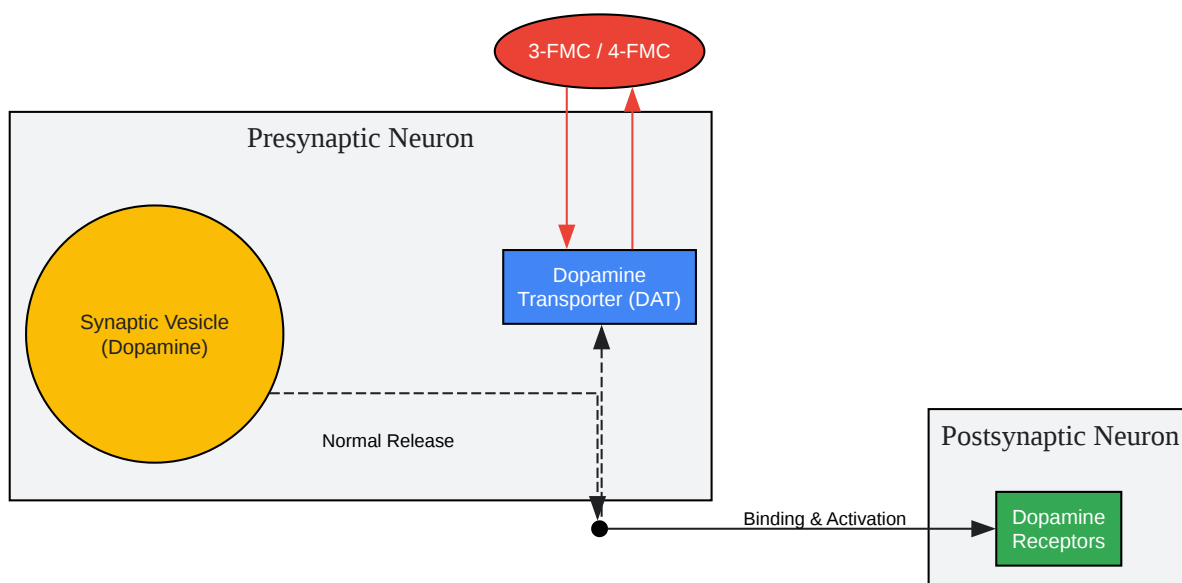 3-FMC / 4-FMC
Presynaptic Neuron
Dopamine
Transporter (DAT)
Synaptic Vesicle
(Dopamine)
Normal Release
Postsynaptic Neuron
Binding & Activation
Dopamine
Receptors